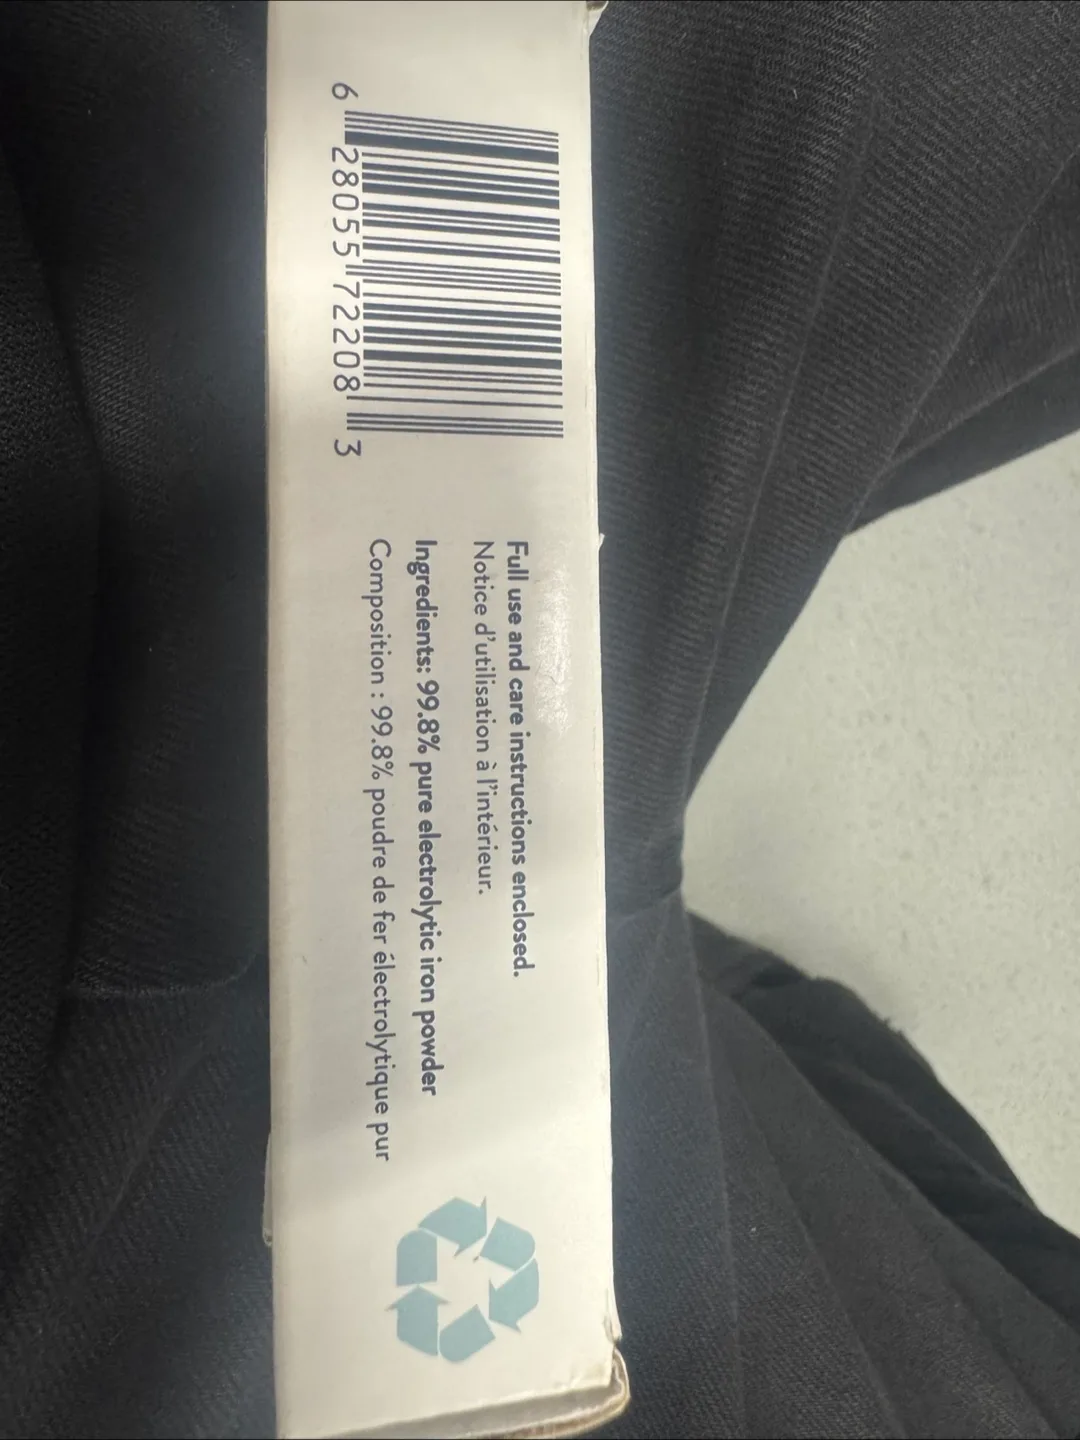 6 28055 72208 3
Full use and care instructions enclosed.
Notice d'utilisation à l'intérieur.
Ingredients: 99.8% pure electrolytic iron powder
Composition : 99.8% poudre de fer électrolytique pur